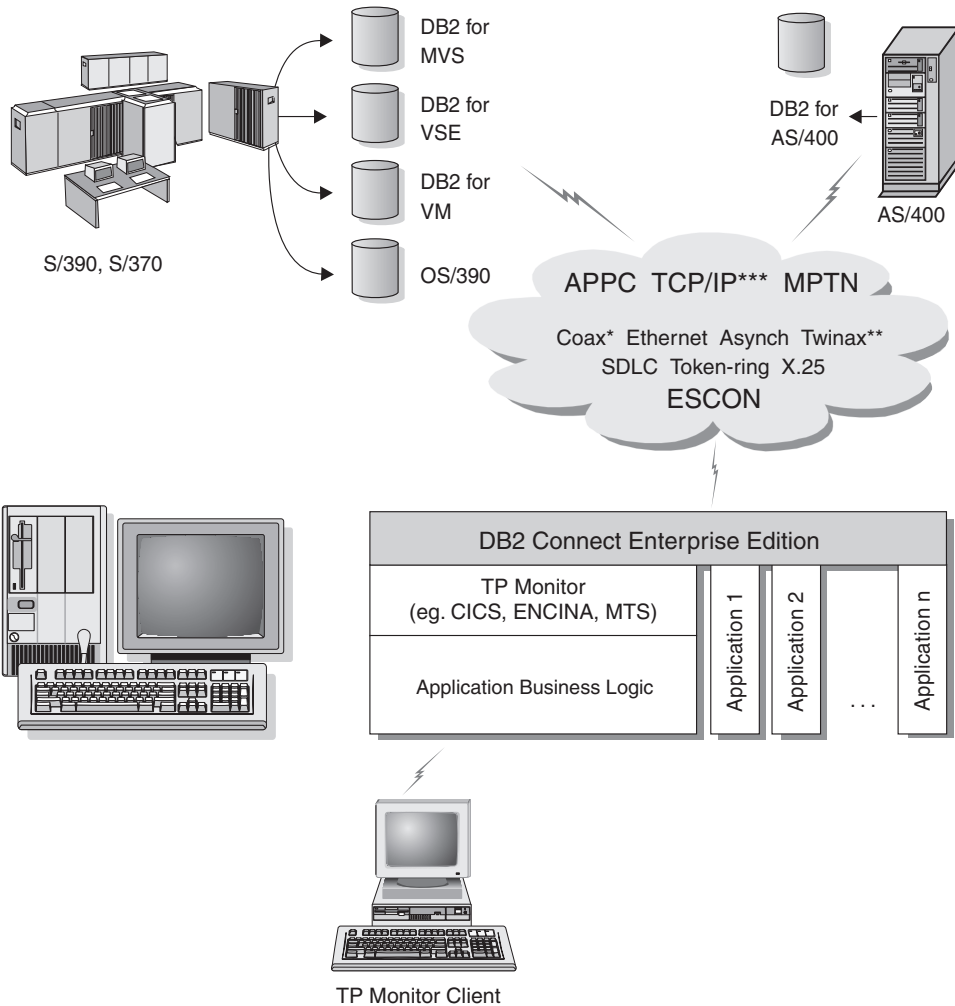 DB2 for
MVS
DB2 for
VSE
DB2 for
VM
OS/390
S/390, S/370
DB2 for
AS/400
AS/400
APPC TCP/IP*** MPTN
Coax* Ethernet Asynch Twinax**
SDLC Token-ring X.25
ESCON
DB2 Connect Enterprise Edition
TP Monitor
(eg. CICS, ENCINA, MTS)
Application Business Logic
Application 1
Application 2
. . .
Application n
TP Monitor Client